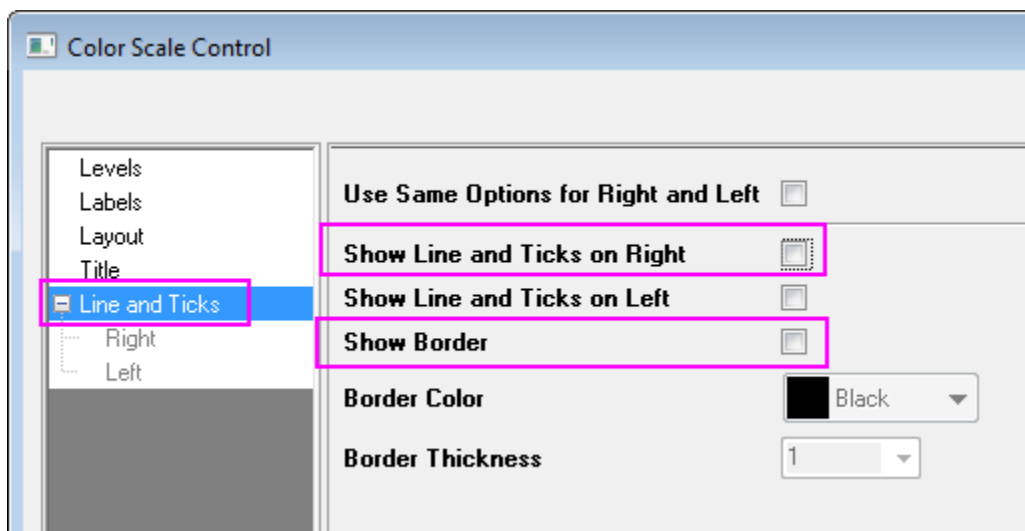 Color Scale Control
Levels
Labels
Layout
Title
Line and Ticks
Right
Left
Use Same Options for Right and Left
Show Line and Ticks on Right
Show Line and Ticks on Left
Show Border
Border Color
Black
Border Thickness
1